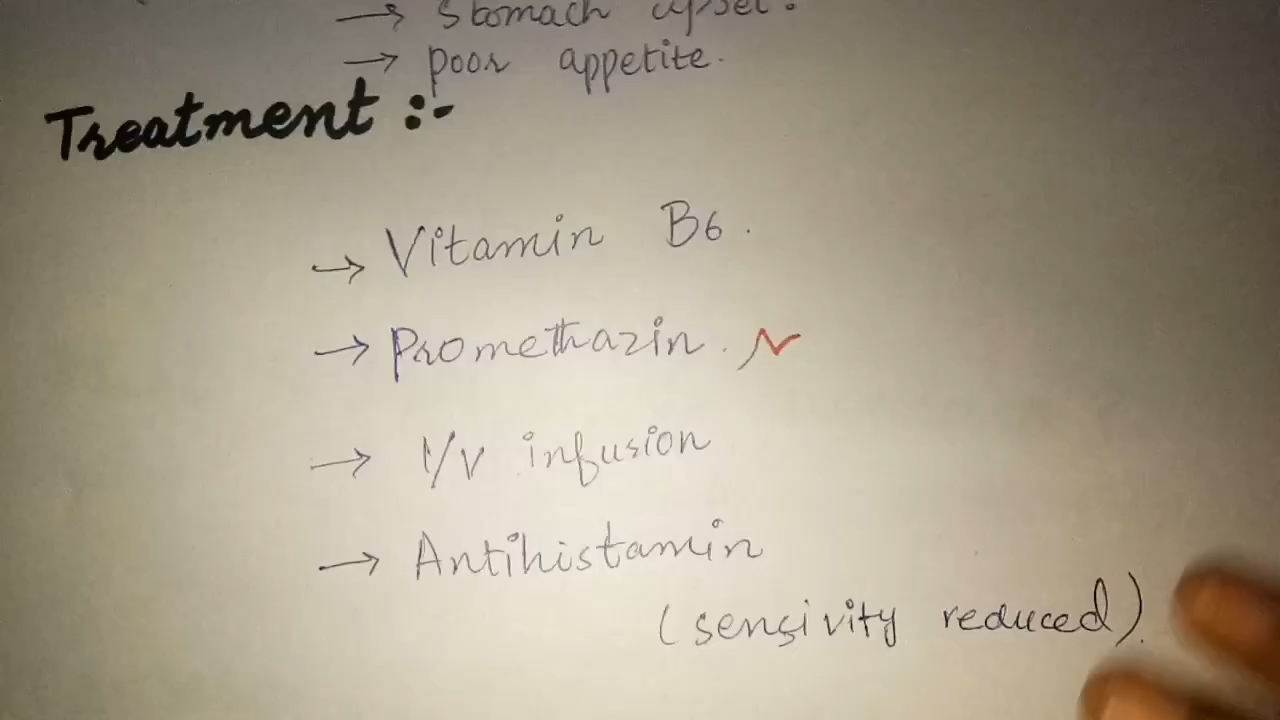 → stomach upset.
→ poor appetite.
Treatment :-
→ Vitamin B6.
→ Promethazin.
→ I/V infusion
→ Antihistamin
(sensivity reduced).